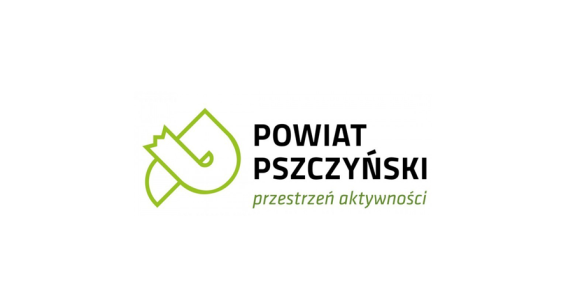 POWIAT
PSZCZYŃSKI
przestrzeń aktywności